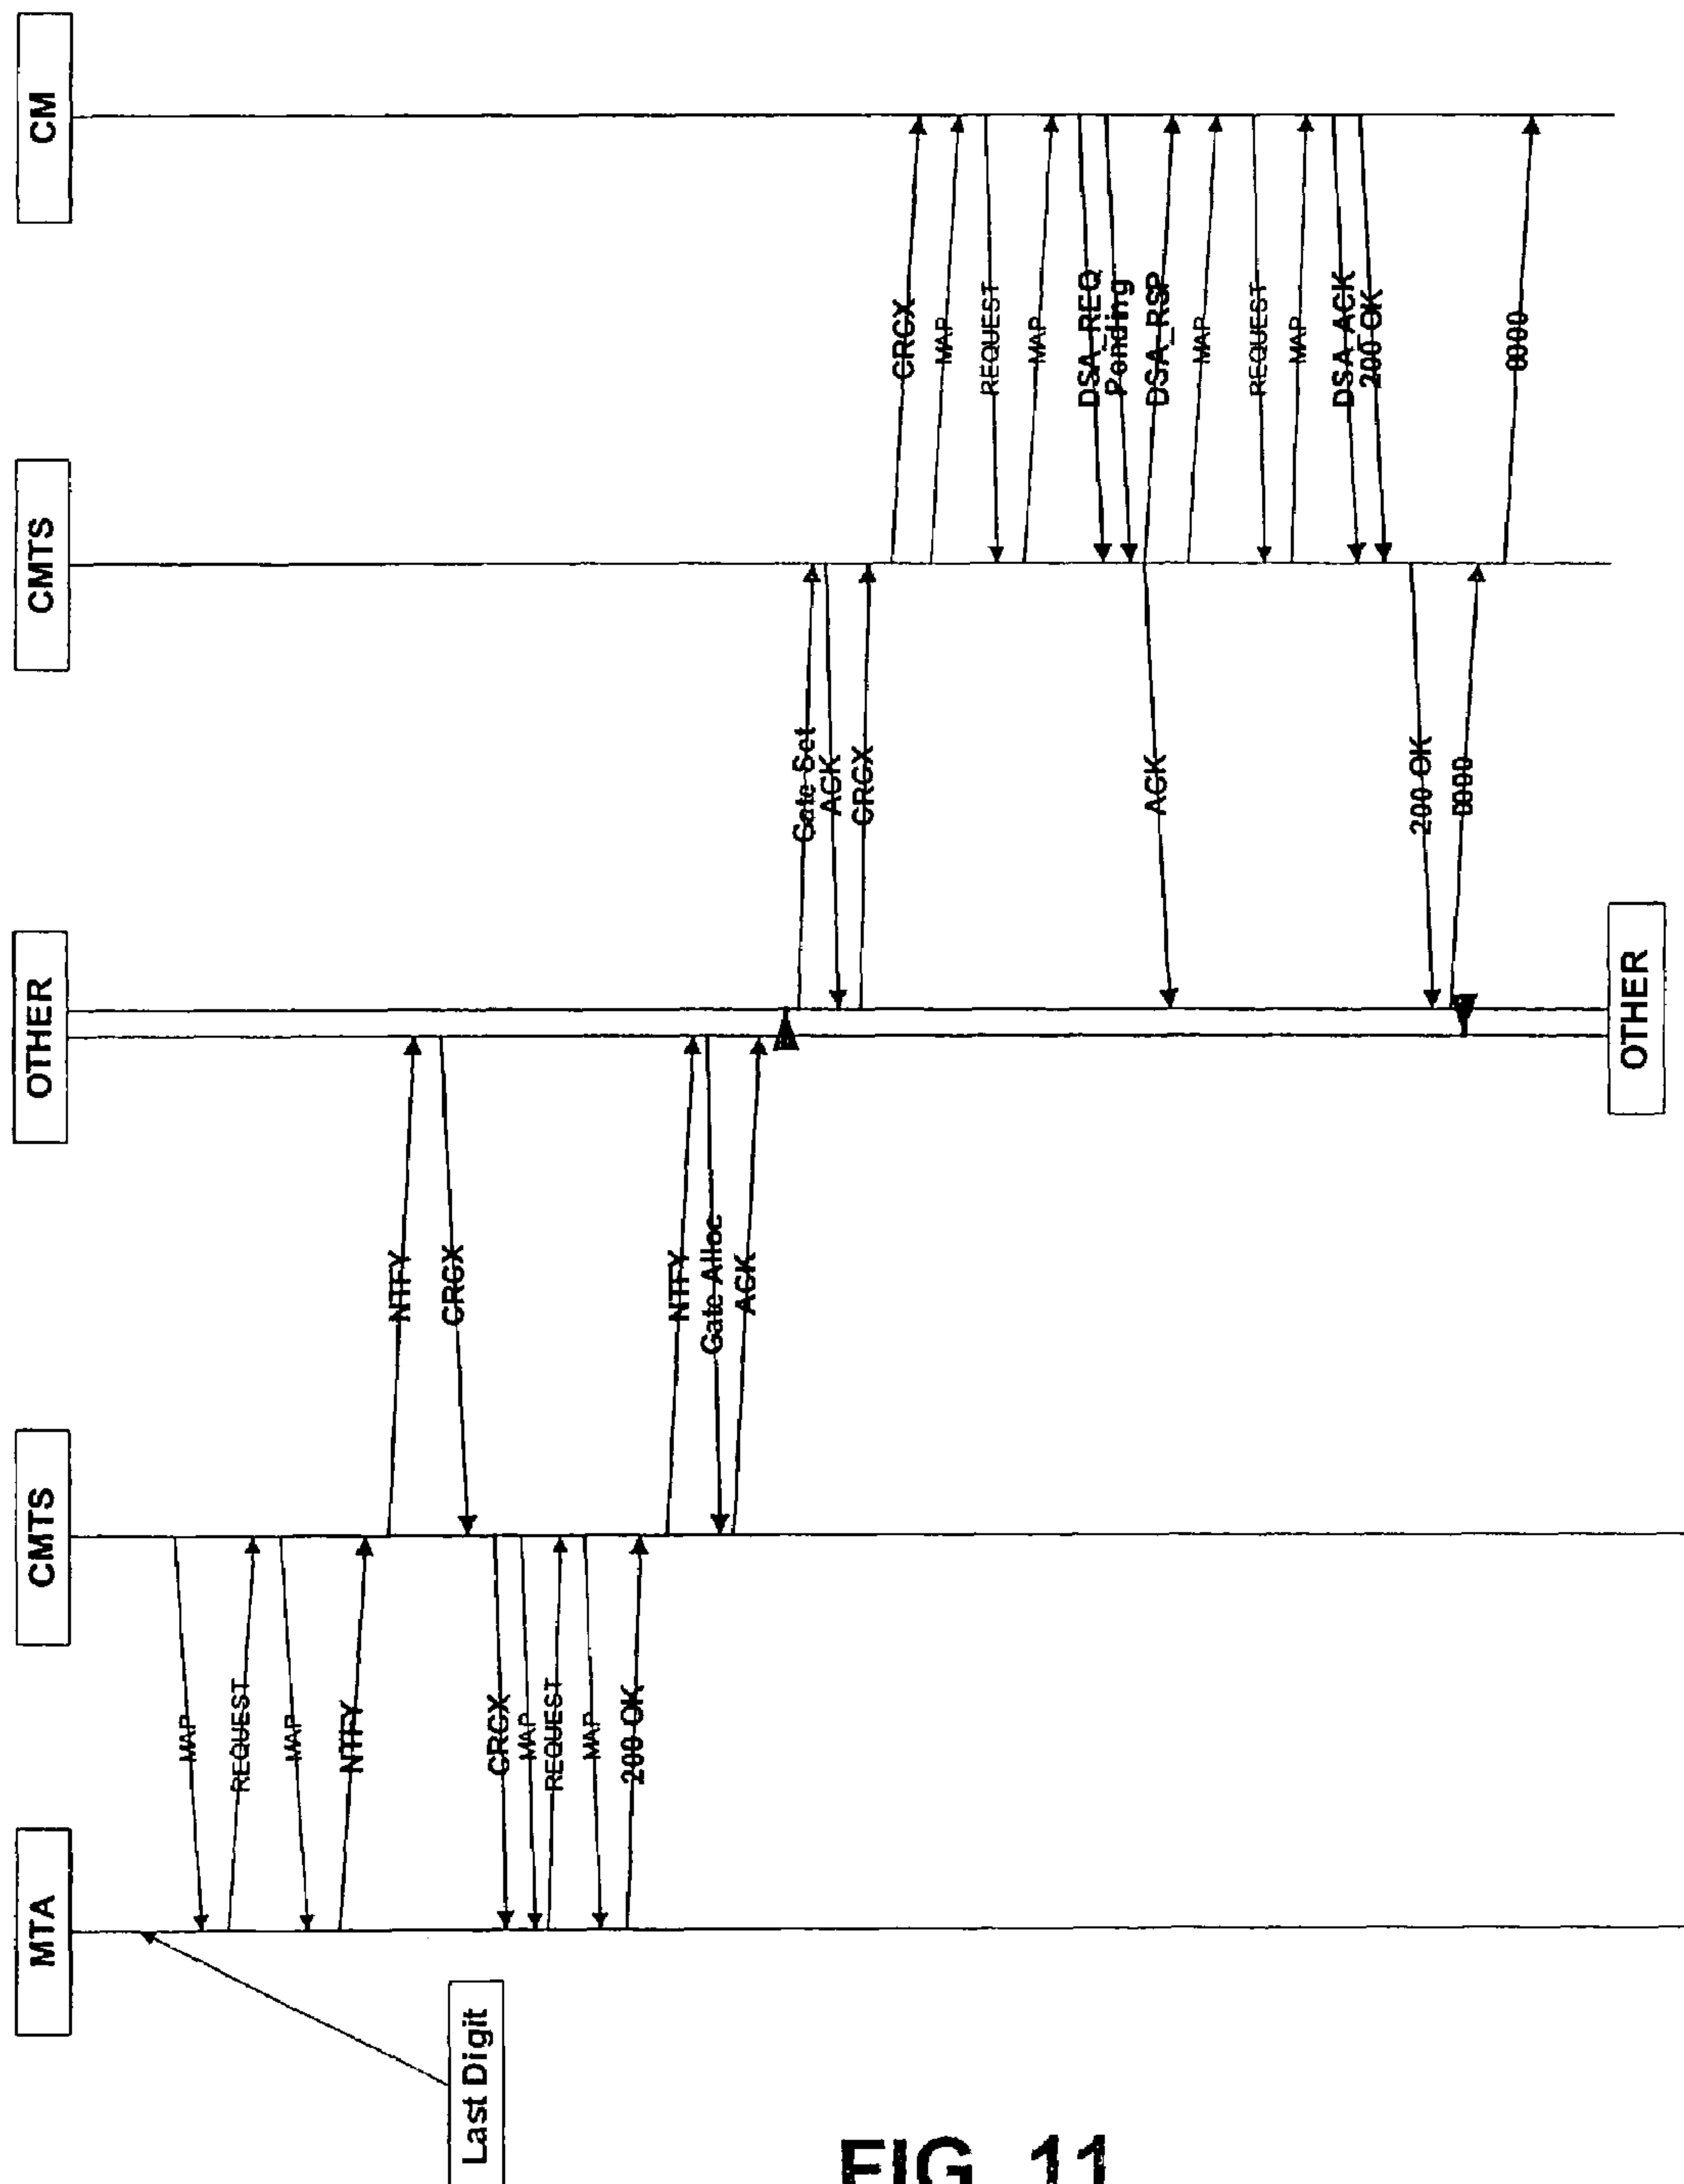 MTA
CMTS
OTHER
CMTS
CM
Last Digit
MAP
REQUEST
MAP
NTFY
NTFY
CRCX
CRCX
MAP
REQUEST
MAP
200 OK
NTFY
Gate Alloc
ACK
Gate Set
ACK
CRCX
CRCX
MAP
REQUEST
MAP
DSA_REQ
Pending
DSA_RSP
ACK
MAP
REQUEST
MAP
DSA_ACK
200 OK
200 OK
OTHER
FIG. 11